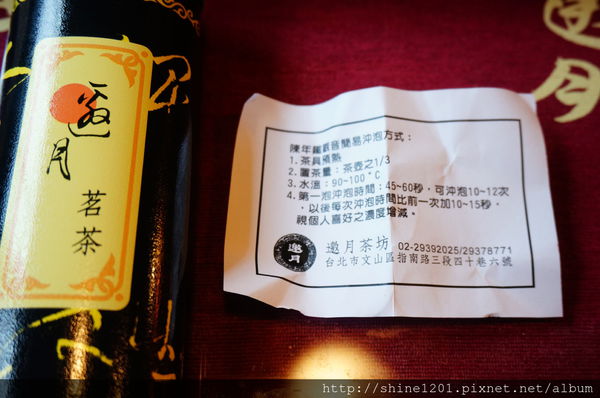 邀月
茗茶
邀月
陳年鐵觀音簡易沖泡方式：
1.茶具預熱
2.置茶量：茶壺之1/3
3.水溫：90~100°C
4.第一泡沖泡時間：45~60秒，可沖泡10~12次
，以後每次沖泡時間比前一次加10~15秒，
視個人喜好之濃度增減。
邀月
邀月茶坊 02-29392025/29378771
台北市文山區指南路三段四十巷六號
http://shine1201.pixnet.net/album